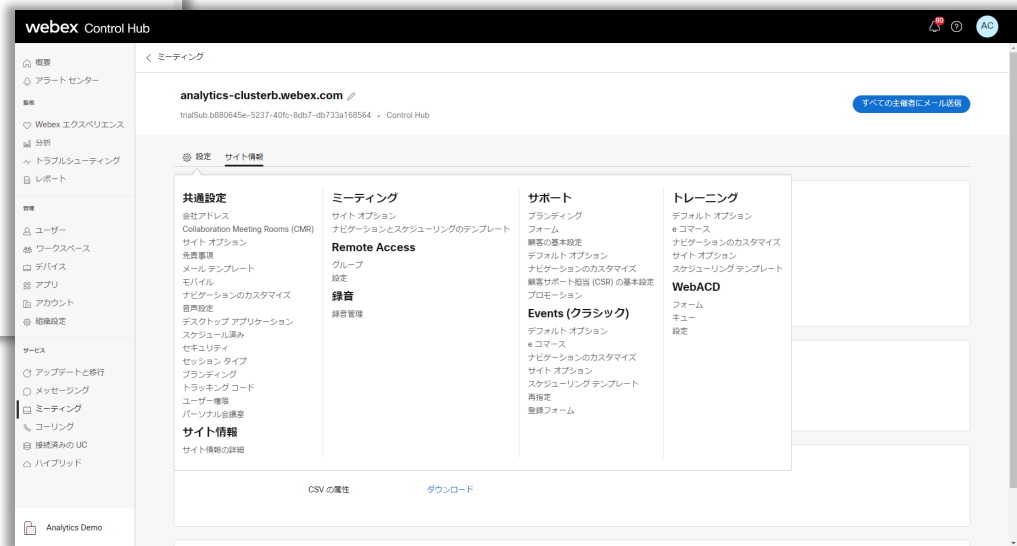 webex Control Hub
90
AC
概要
アラート センター
監視
Webex エクスペリエンス
分析
トラブルシューティング
レポート
管理
ユーザー
ワークスペース
デバイス
アプリ
アカウント
組織設定
サービス
アップデートと移行
メッセージング
ミーティング
コーリング
接続済みの UC
ハイブリッド
Analytics Demo
ミーティング
analytics-clusterb.webex.com
trialSub.b880645e-5237-40fc-8db7-db733a168564 • Control Hub
すべての主催者にメール送信
設定 サイト情報
共通設定
会社アドレス
Collaboration Meeting Rooms (CMR)
サイト オプション
免責事項
メール テンプレート
モバイル
ナビゲーションのカスタマイズ
音声設定
デスクトップ アプリケーション
スケジュール済み
セキュリティ
セッション タイプ
ブランディング
トラッキング コード
ユーザー権限
パーソナル会議室
サイト情報
サイト情報の詳細
ミーティング
サイト オプション
ナビゲーションとスケジューリングのテンプレート
Remote Access
グループ
設定
録音
録音管理
サポート
ブランディング
フォーム
顧客の基本設定
デフォルト オプション
ナビゲーションのカスタマイズ
顧客サポート担当 (CSR) の基本設定
プロモーション
Events (クラシック)
デフォルト オプション
e コマース
ナビゲーションのカスタマイズ
サイト オプション
スケジューリング テンプレート
再指定
登録フォーム
トレーニング
デフォルト オプション
e コマース
ナビゲーションのカスタマイズ
サイト オプション
スケジューリング テンプレート
WebACD
フォーム
キュー
設定
CSV の属性 ダウンロード